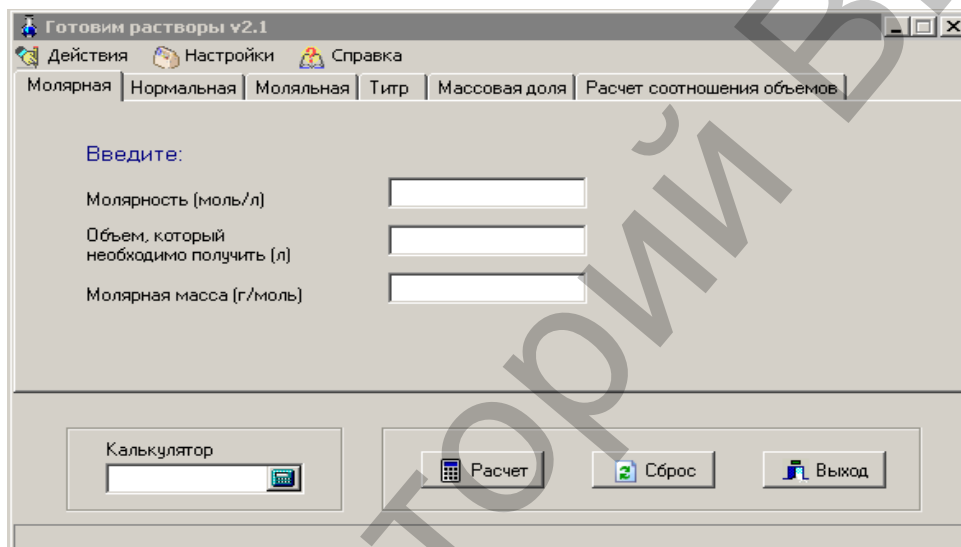 Готовим растворы v2.1
Действия Настройки Справка
Молярная Нормальная Моляльная Титр Массовая доля Расчет соотношения объемов
Введите:
Молярность (моль/л)
Объем, который
необходимо получить (л)
Молярная масса (г/моль)
Калькулятор
Расчет Сброс Выход